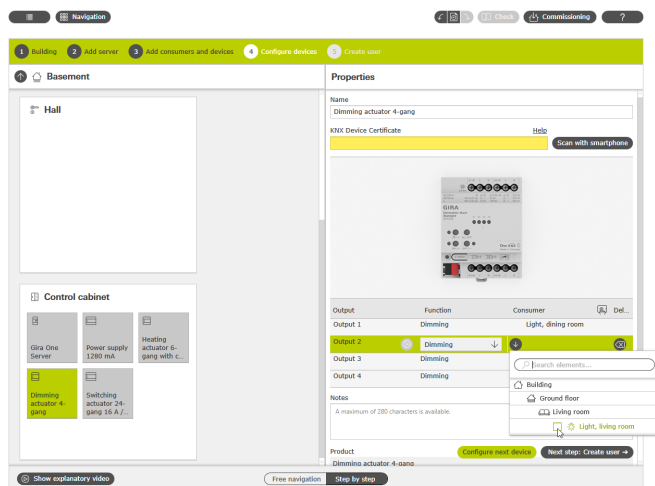 Navigation
Check
Commissioning
?
1 Building 2 Add server 3 Add consumers and devices 4 Configure devices 5 Create user
Basement
Properties
Hall
Name
Dimming actuator 4-gang
KNX Device Certificate
Help
Scan with smartphone
GIRA
Control cabinet
Gira One
Server
Power supply
1280 mA
Heating
actuator 6-
gang with c...
Dimming
actuator 4-
gang
Switching
actuator 24-
gang 16 A /...
Output Function Consumer Del...
Output 1 Dimming Light, dining room
Output 2 Dimming
Output 3 Dimming
Output 4 Dimming
Search elements...
Building
Ground floor
Living room
Light, living room
Notes
A maximum of 280 characters is available.
Product
Dimming actuator 4-gang
Configure next device
Next step: Create user
Show explanatory video
Free navigation
Step by step